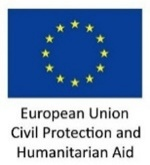 European Union
Civil Protection and
Humanitarian Aid